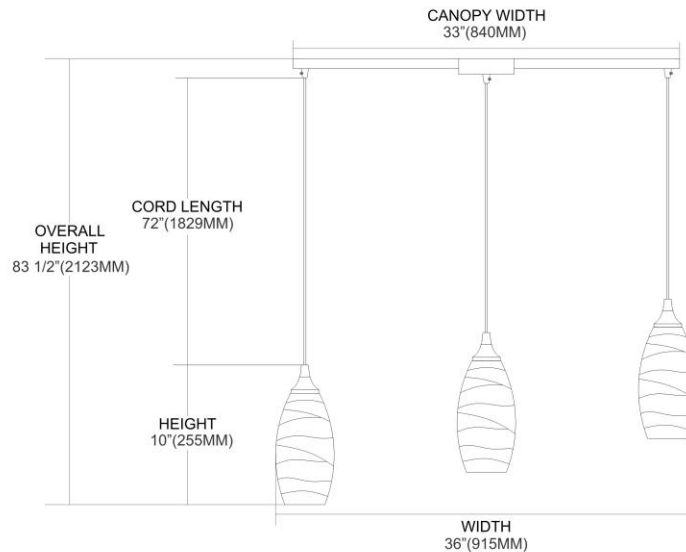 CANOPY WIDTH
33"(840MM)
CORD LENGTH
72"(1829MM)
OVERALL
HEIGHT
83 1/2"(2123MM)
HEIGHT
10"(255MM)
WIDTH
36"(915MM)